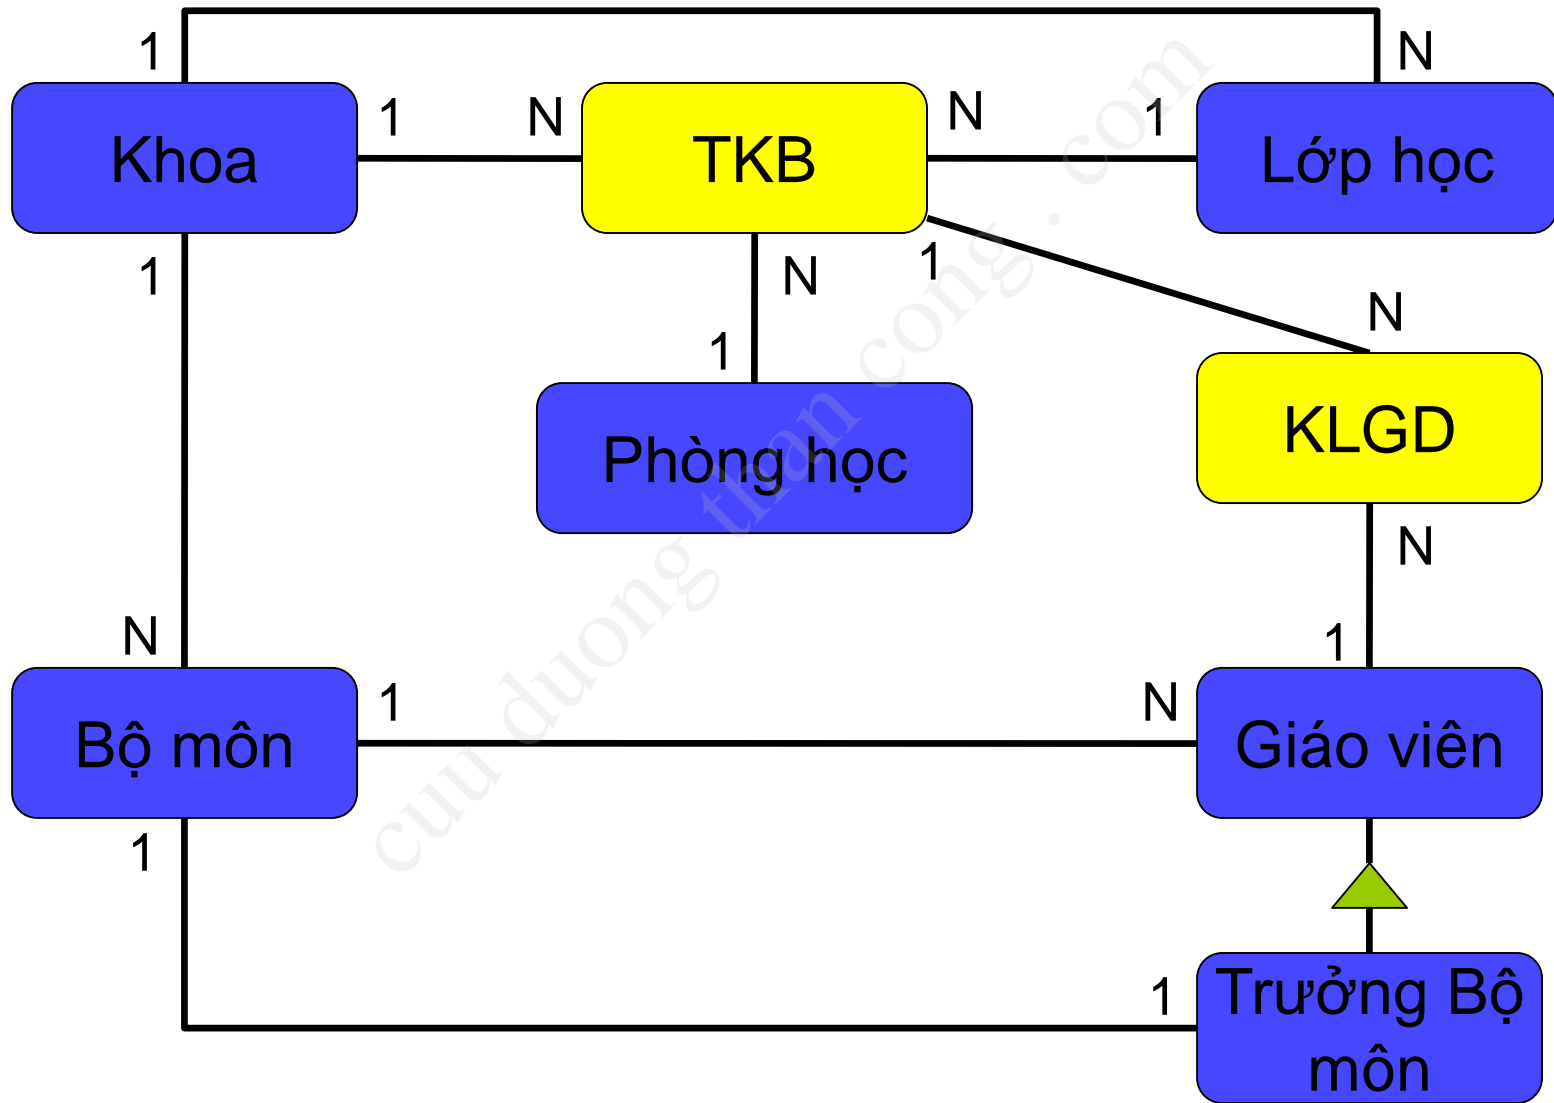 1
N
Khoa
1
N
TKB
N
1
Lớp học
1
N
1
N
1
Phòng học
KLGD
N
N
1
Bộ môn
1
N
Giáo viên
1
1
Trưởng Bộ
môn
cuu duong than cong . com